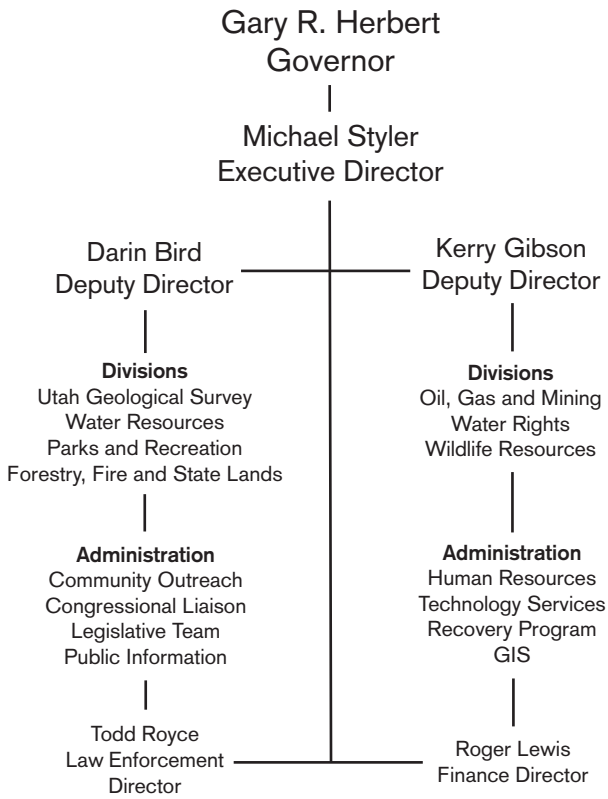 Gary R. Herbert
Governor
Michael Styler
Executive Director
Darin Bird
Deputy Director
Divisions
Utah Geological Survey
Water Resources
Parks and Recreation
Forestry, Fire and State Lands
Administration
Community Outreach
Congressional Liaison
Legislative Team
Public Information
Todd Royce
Law Enforcement
Director
Kerry Gibson
Deputy Director
Divisions
Oil, Gas and Mining
Water Rights
Wildlife Resources
Administration
Human Resources
Technology Services
Recovery Program
GIS
Roger Lewis
Finance Director